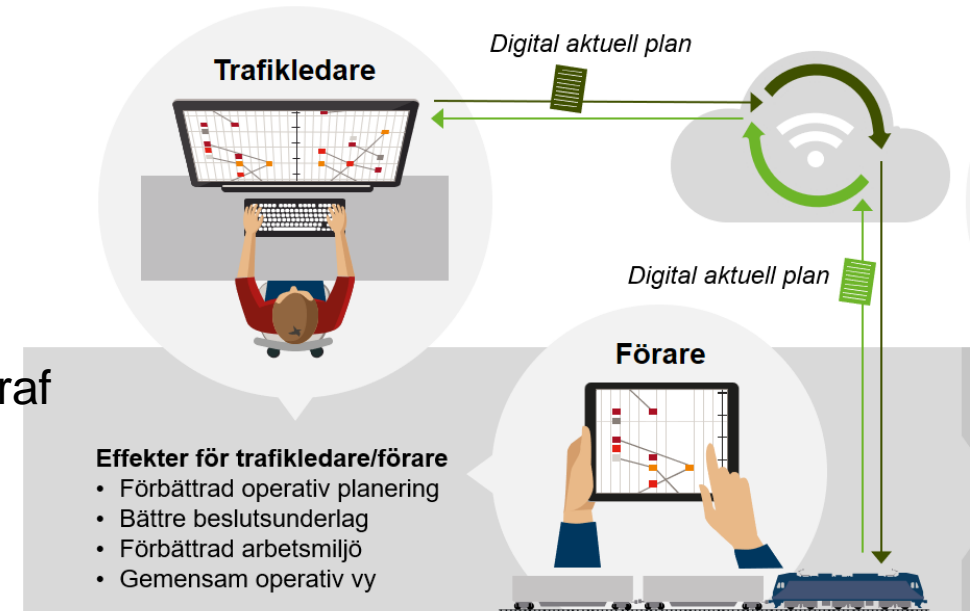 Digital aktuell plan
Trafikledare
Digital aktuell plan
Förare
raf
Effekter för trafikledare/förare
• Förbättrad operativ planering
• Bättre beslutsunderlag
• Förbättrad arbetsmiljö
• Gemensam operativ vy